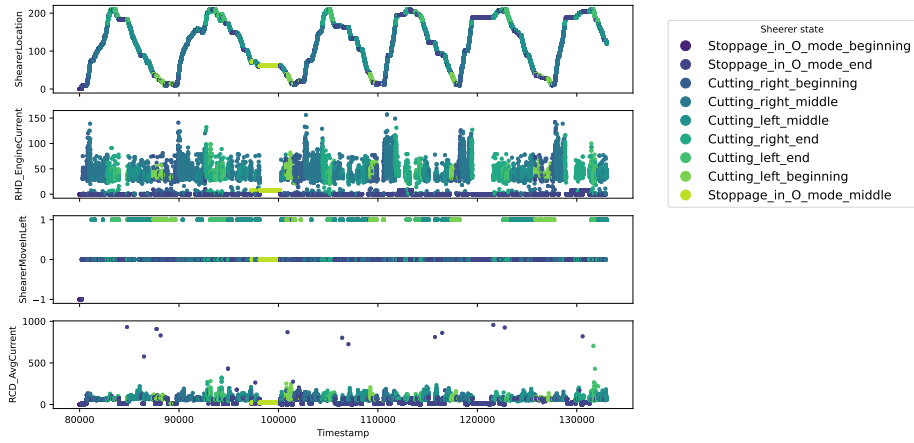 ShearerLocation
200
100
0
RHD_EngineCurrent
150
100
50
0
ShearerMoveInLeft
1
0
−1
RCD_AvgCurrent
1000
500
0
80000 90000 100000 110000 120000 130000
Timestamp
Sheerer state
Stoppage_in_O_mode_beginning
Stoppage_in_O_mode_end
Cutting_right_beginning
Cutting_right_middle
Cutting_left_middle
Cutting_right_end
Cutting_left_end
Cutting_left_beginning
Stoppage_in_O_mode_middle